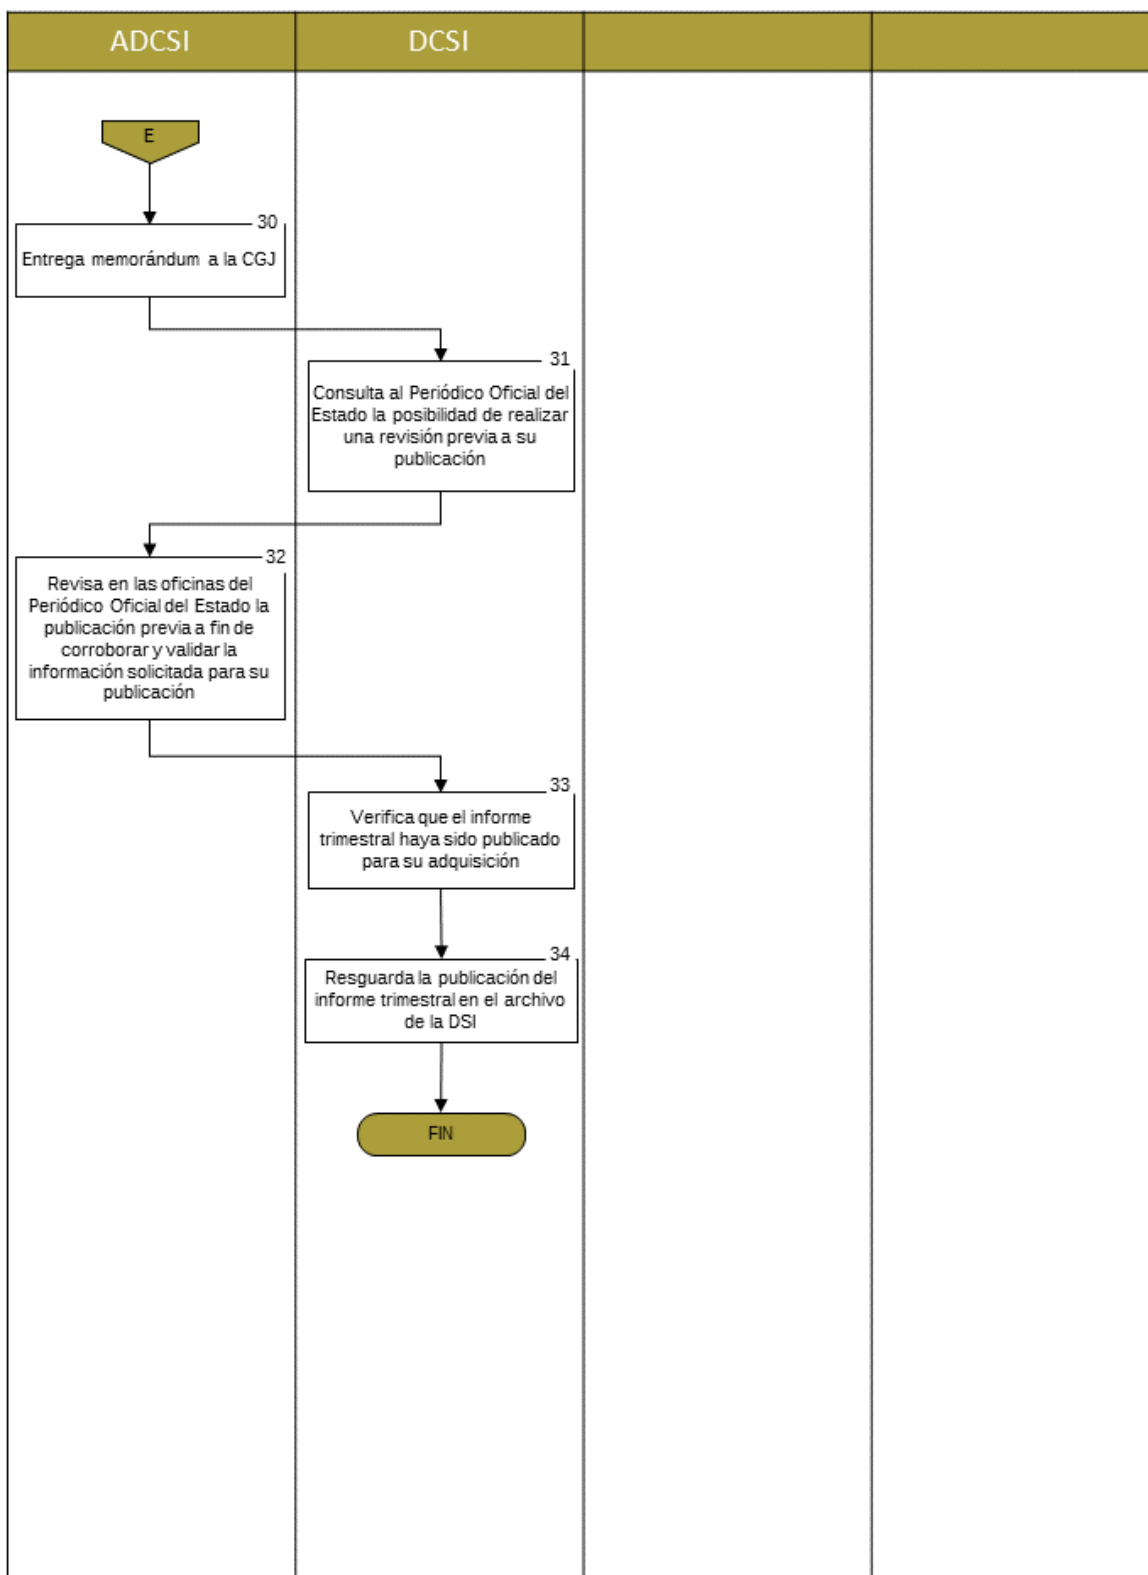 ADCSI
DCSI
E
30
Entrega memorándum a la CGJ
31
Consulta al Periódico Oficial del
Estado la posibilidad de realizar
una revisión previa a su
publicación
32
Revisa en las oficinas del
Periódico Oficial del Estado la
publicación previa a fin de
corroborar y validar la
información solicitada para su
publicación
33
Verifica que el informe
trimestral haya sido publicado
para su adquisición
34
Resguarda la publicación del
informe trimestral en el archivo
de la DSI
FIN